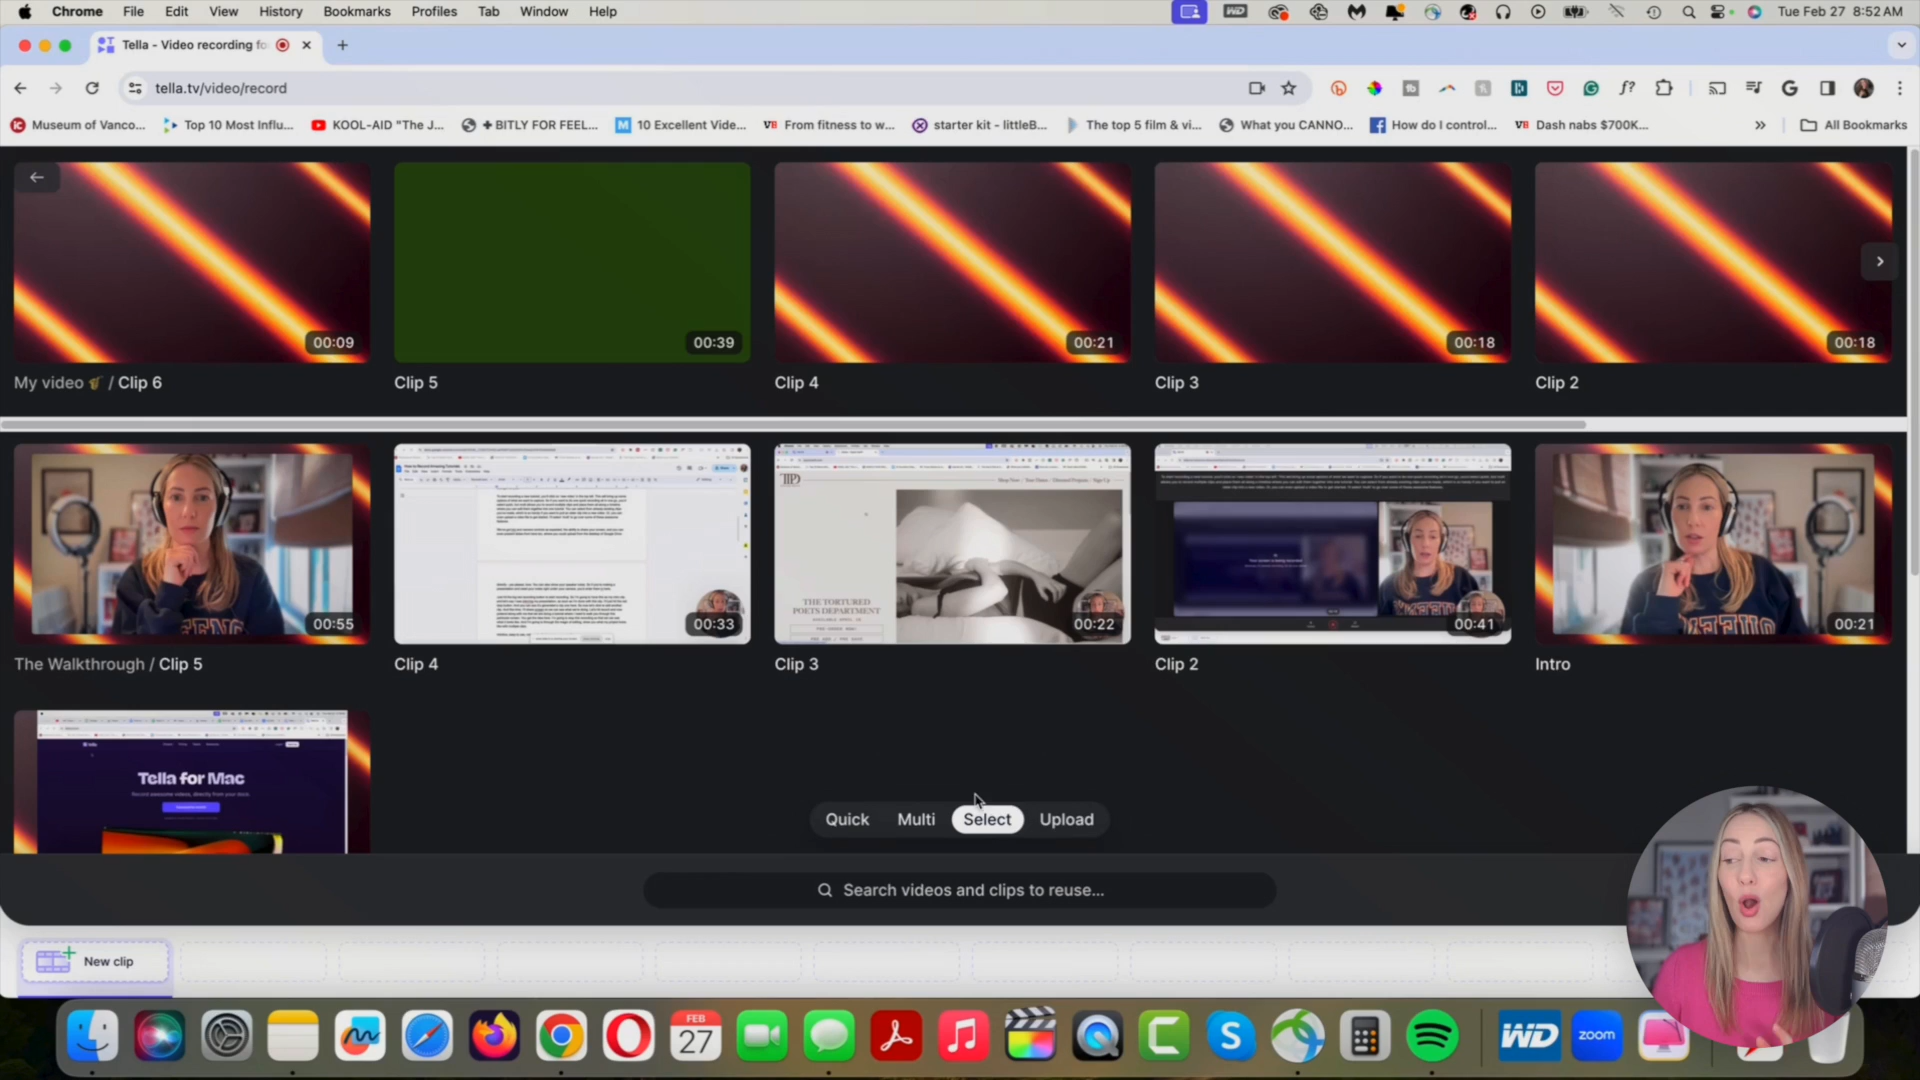 Chrome File Edit View History Bookmarks Profiles Tab Window Help
Tue Feb 27 8:52 AM
Tella - Video recording fo
tella.tv/video/record
Museum of Vanco... Top 10 Most Influ... KOOL-AID "The J... + BITLY FOR FEEL... 10 Excellent Vide... From fitness to w... starter kit - littleB... The top 5 film & vi... What you CANNO... How do I control... Dash nabs $700K... All Bookmarks
00:09 00:39 00:21 00:18 00:18
My video / Clip 6 Clip 5 Clip 4 Clip 3 Clip 2
THE TORTURED
POETS DEPARTMENT
00:55 00:33 00:22 00:41 00:21
The Walkthrough / Clip 5 Clip 4 Clip 3 Clip 2 Intro
Tella for Mac
Quick Multi Select Upload
Search videos and clips to reuse...
New clip
FEB
27
WD
zoom